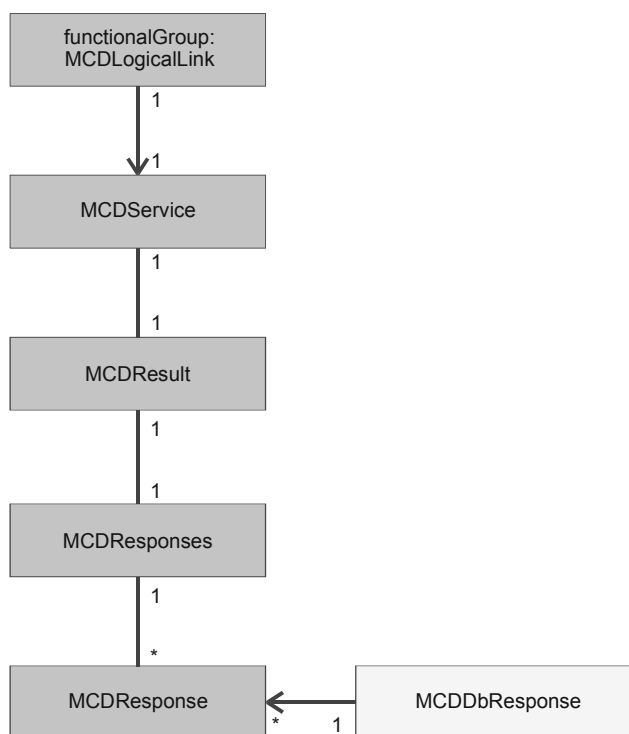 functionalGroup:
MCDLogicalLink
1
1
MCDService
1
1
MCDResult
1
1
MCDResponses
1
*
MCDResponse
* 1
MCDDbResponse